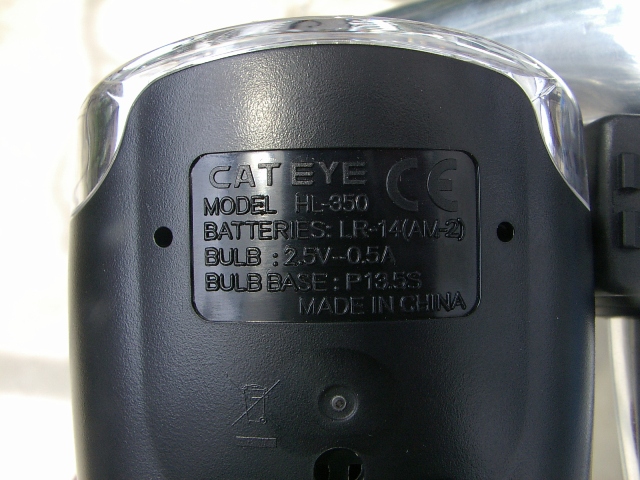 CAT EYE CE
MODEL HL-350
BATTERIES: LR-14(AM-2)
BULB : 2.5V-0.5A
BULB BASE : P13.5S
MADE IN CHINA